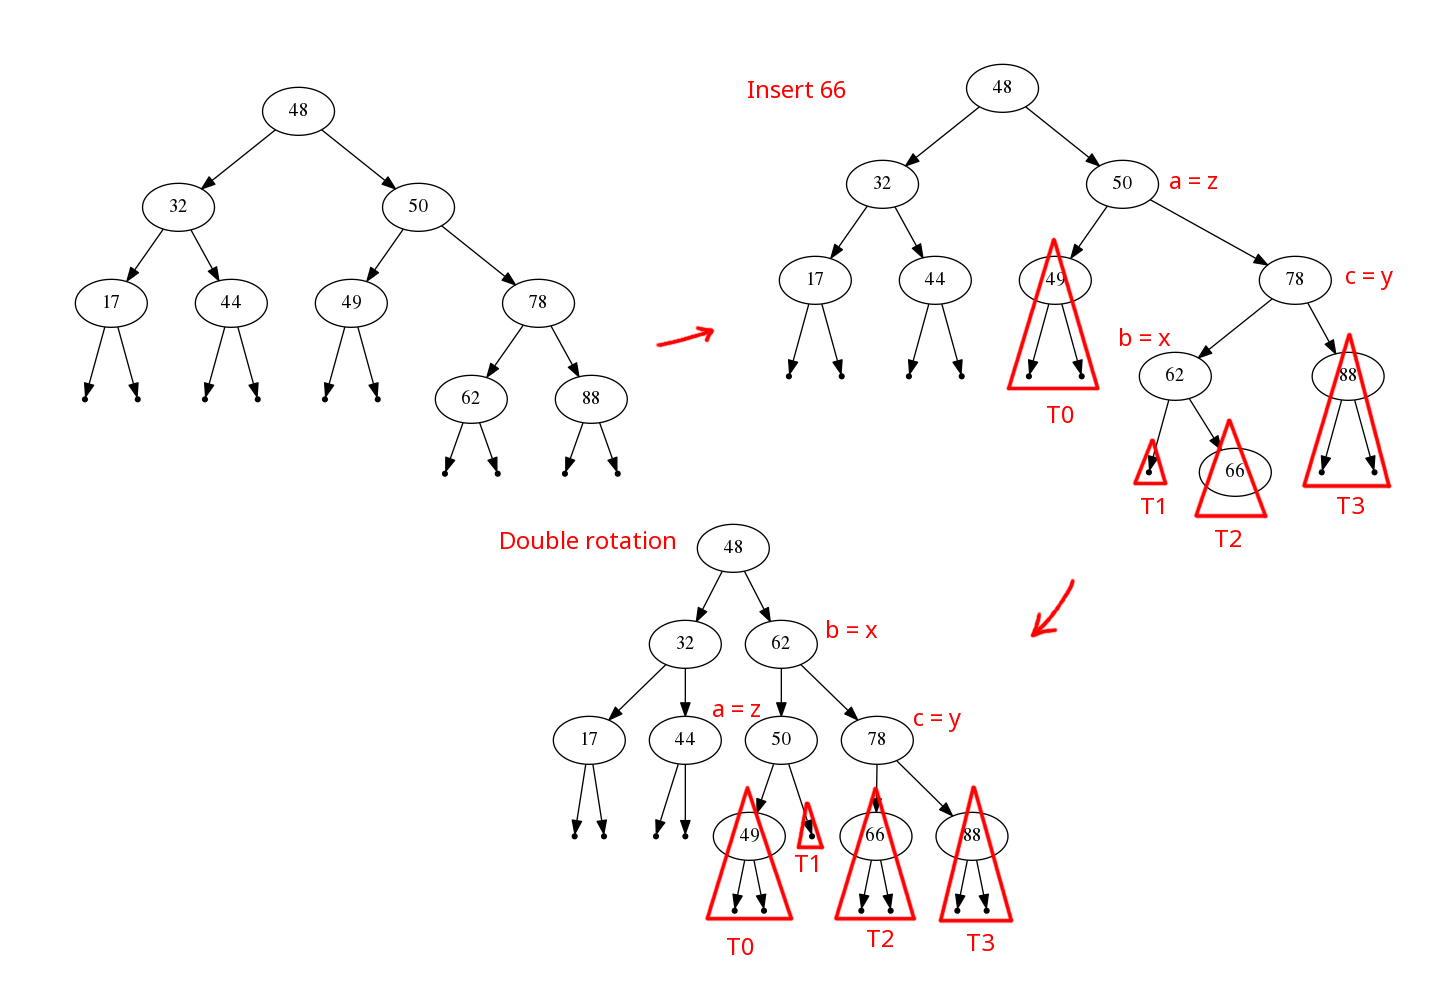 48
32
50
17
44
49
78
62
88
Insert 66
48
32
50
a = z
17
44
49
78
c = y
b = x
62
88
T0
66
T1
T2
T3
Double rotation
48
32
62
b = x
a = z
17
44
50
78
c = y
49
66
88
T1
T0
T2
T3